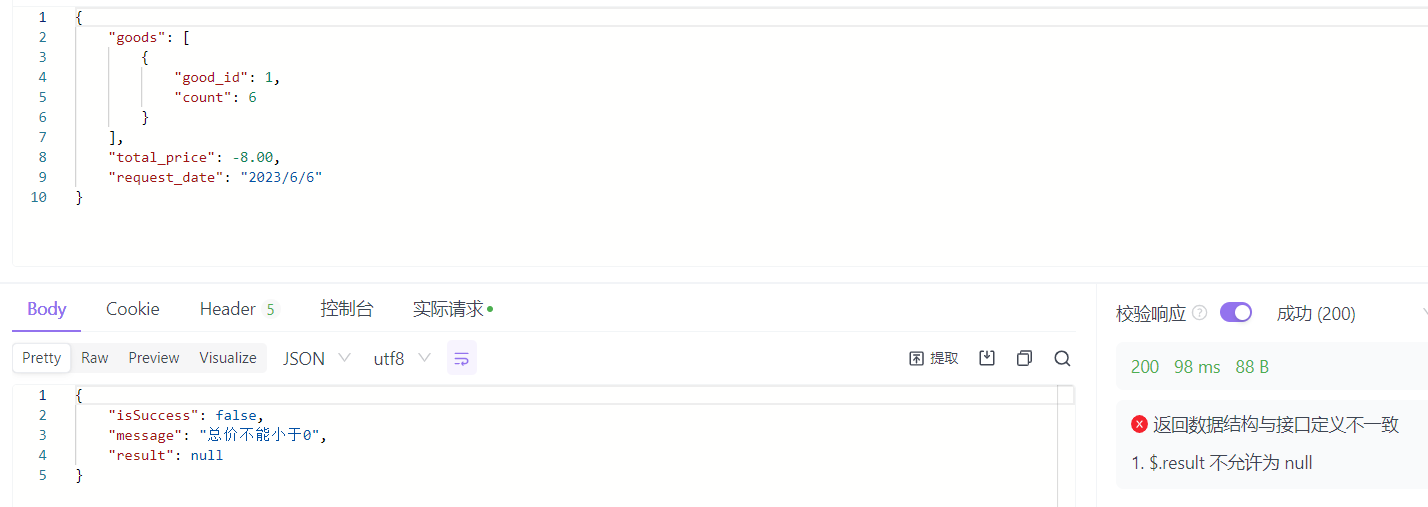 1 {
2 "goods": [
3 {
4 "good_id": 1,
5 "count": 6
6 }
7 ],
8 "total_price": -8.00,
9 "request_date": "2023/6/6"
10 }
Body Cookie Header 5 控制台 实际请求
校验响应 ? 成功 (200)
Pretty Raw Preview Visualize JSON utf8 提取
200 98 ms 88 B
1 {
2 "isSuccess": false,
3 "message": "总价不能小于0",
4 "result": null
5 }
返回数据结构与接口定义不一致
1. $.result 不允许为 null